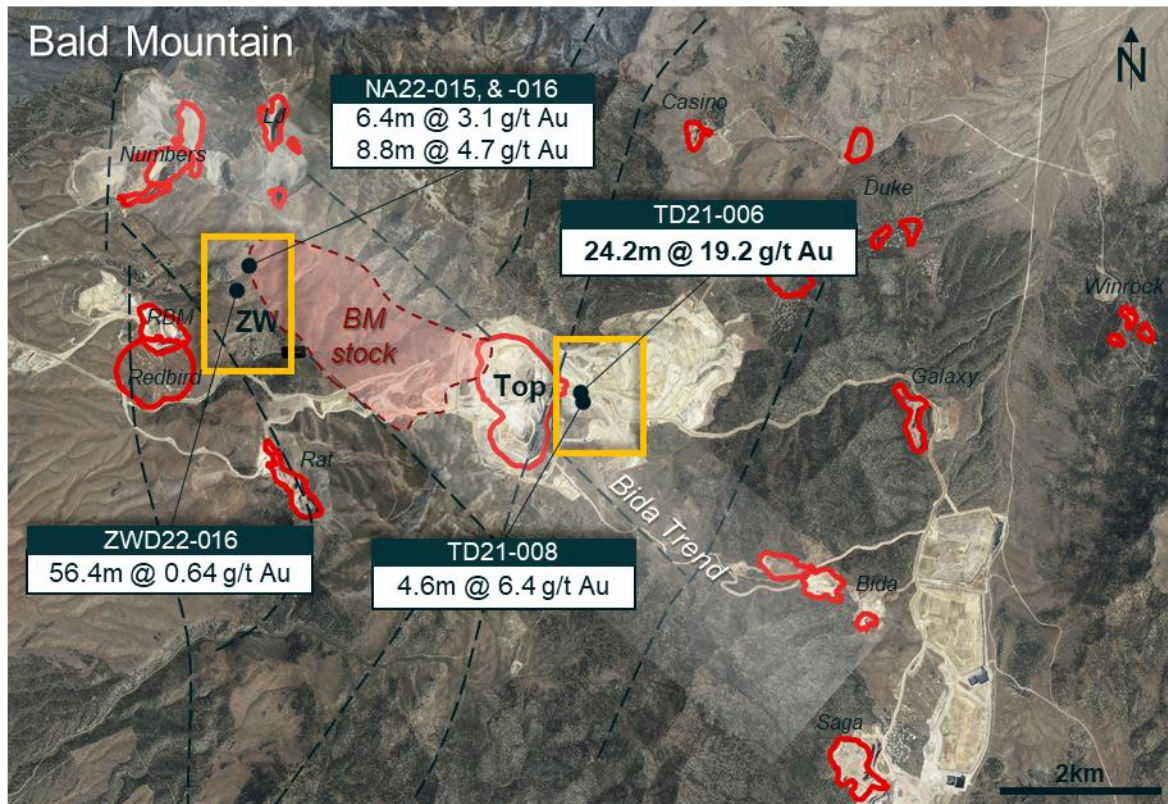 Bald Mountain
N
NA22-015, & -016
6.4m @ 3.1 g/t Au
8.8m @ 4.7 g/t Au
LJ
Numbers
Casino
Duke
TD21-006
24.2m @ 19.2 g/t Au
Winrock
RBM
ZW
BM
stock
Redbird
Top
Galaxy
Rat
Bida Trend
ZWD22-016
56.4m @ 0.64 g/t Au
TD21-008
4.6m @ 6.4 g/t Au
Bida
Saga
2km